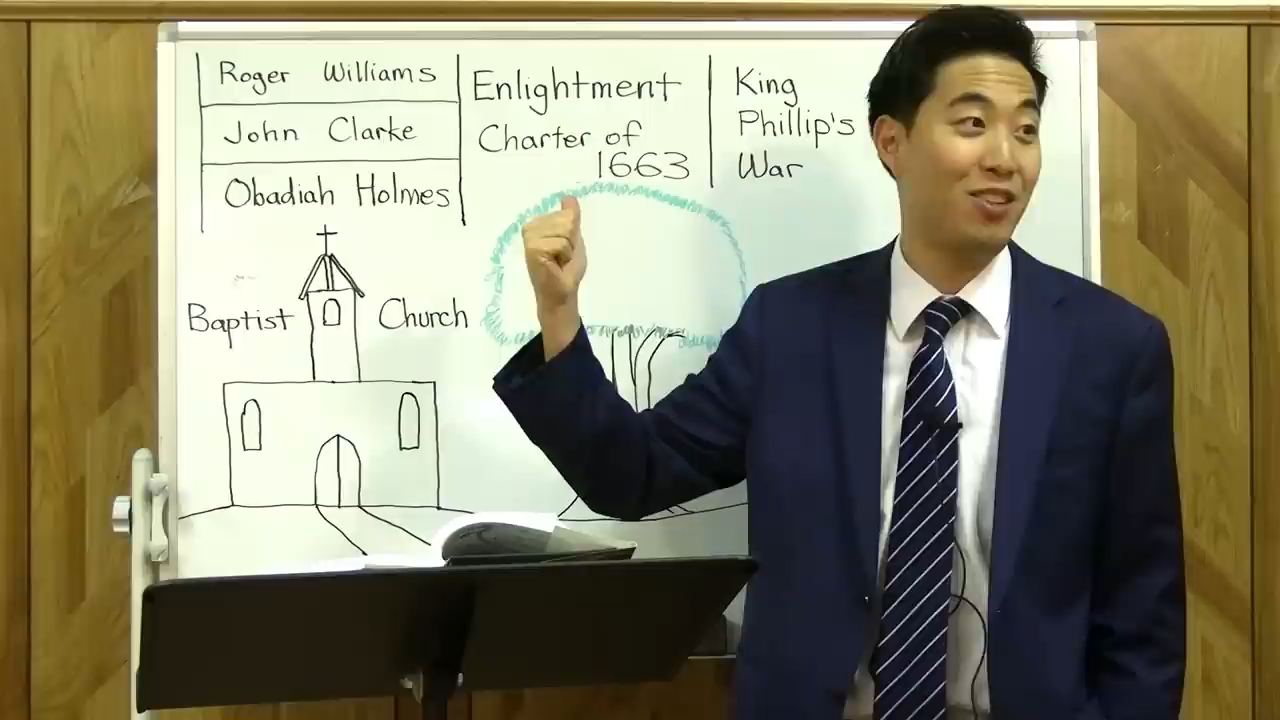 Roger Williams
John Clarke
Obadiah Holmes
Enlightment
Charter of
1663
King
Phillip's
War
Baptist Church